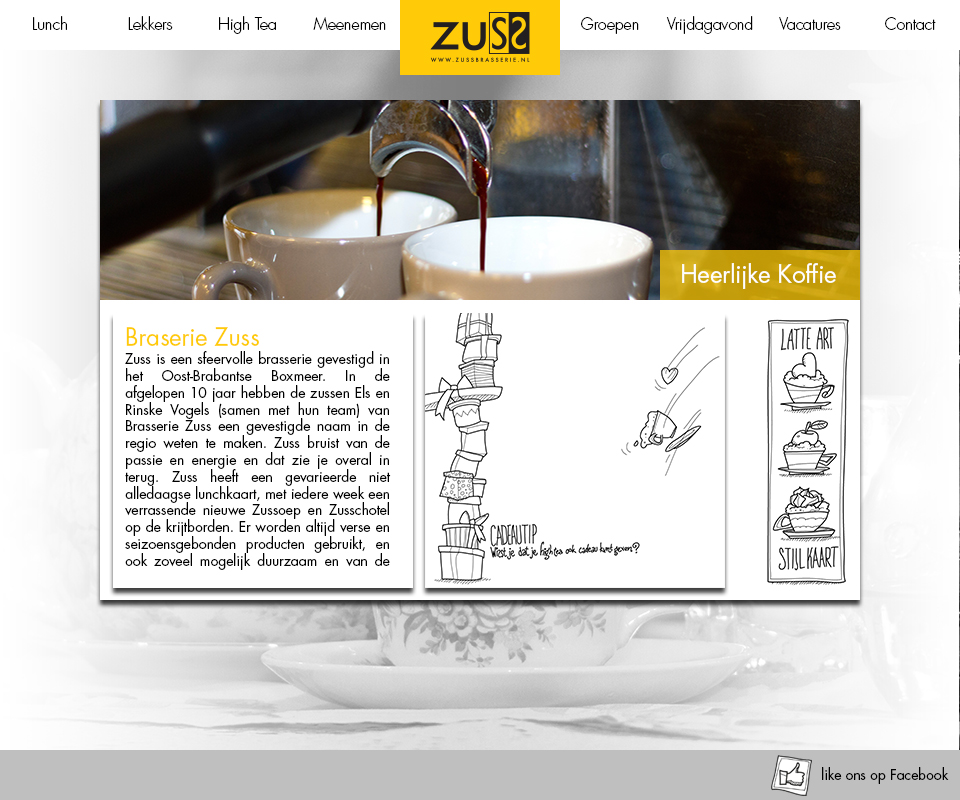 Lunch
Lekkers
High Tea
Meenemen
ZUSS
WWW.ZUSSBRASSERIE.NL
Groepen
Vrijdagavond
Vacatures
Contact
Heerlijke Koffie
Braserie Zuss
Zuss is een sfeervolle brasserie gevestigd in
het Oost-Brabantse Boxmeer. In de
afgelopen 10 jaar hebben de zussen Els en
Rinske Vogels (samen met hun team) van
Brasserie Zuss een gevestigde naam in de
regio weten te maken. Zuss bruist van de
passie en energie en dat zie je overal in
terug. Zuss heeft een gevarieerde niet
alledaagse lunchkaart, met iedere week een
verrassende nieuwe Zussoep en Zusschotel
op de krijtborden. Er worden altijd verse en
seizoensgebonden producten gebruikt, en
ook zoveel mogelijk duurzaam en van de
CADEAUTIP
Wist je dat je high tea ook cadeau kunt geven?
LATTE ART
STIJLKAART
like ons op Facebook